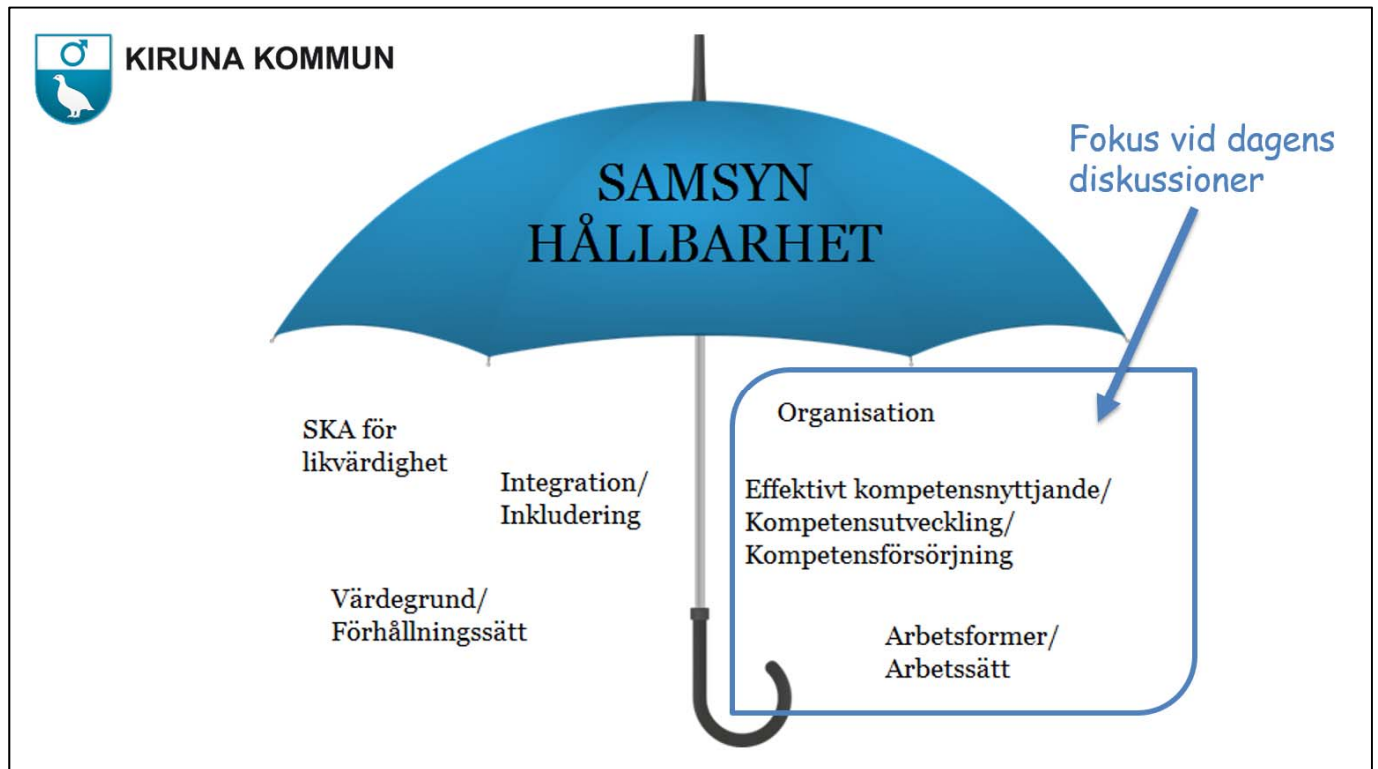 KIRUNA KOMMUN
SAMSYN
HÅLLBARHET
Fokus vid dagens
diskussioner
SKA för
likvärdighet
Integration/
Inkludering
Värdegrund/
Förhållningssätt
Organisation
Effektivt kompetensnyttjande/
Kompetensutveckling/
Kompetensförsörjning
Arbetsformer/
Arbetssätt